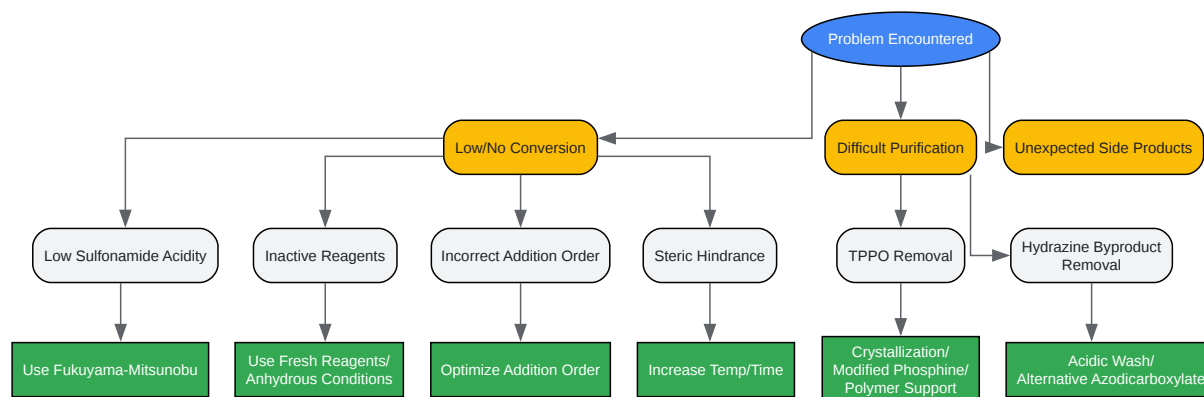 Problem Encountered
Low/No Conversion
Difficult Purification
Unexpected Side Products
Low Sulfonamide Acidity
Inactive Reagents
Incorrect Addition Order
Steric Hindrance
TPPO Removal
Hydrazine Byproduct
Removal
Use Fukuyama-Mitsunobu
Use Fresh Reagents/
Anhydrous Conditions
Optimize Addition Order
Increase Temp/Time
Crystallization/
Modified Phosphine/
Polymer Support
Acidic Wash/
Alternative Azodicarboxylate